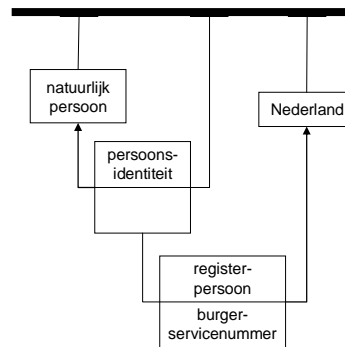 natuurlijk
persoon
Nederland
persoons-
identiteit
register-
persoon
burger-
servicenummer